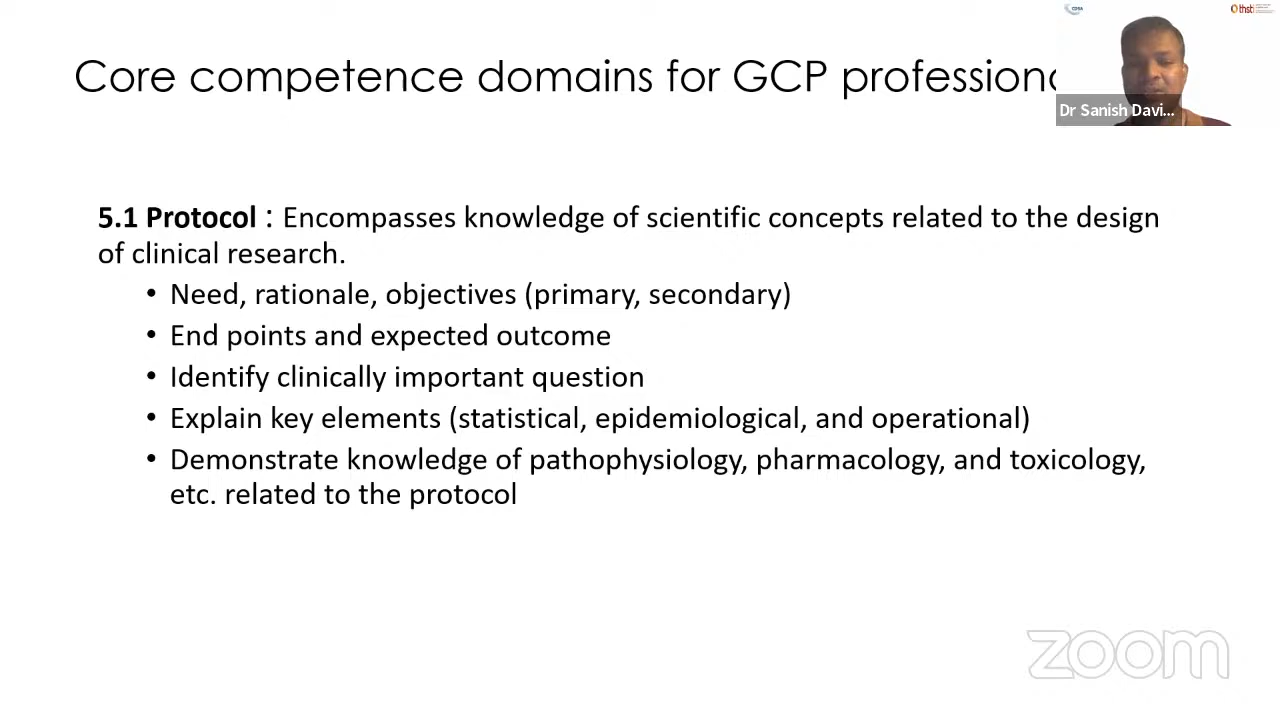 Core competence domains for GCP profession
Dr Sanish Davi...
thsti
5.1 Protocol : Encompasses knowledge of scientific concepts related to the design
of clinical research.
• Need, rationale, objectives (primary, secondary)
• End points and expected outcome
• Identify clinically important question
• Explain key elements (statistical, epidemiological, and operational)
• Demonstrate knowledge of pathophysiology, pharmacology, and toxicology,
etc. related to the protocol
zoom